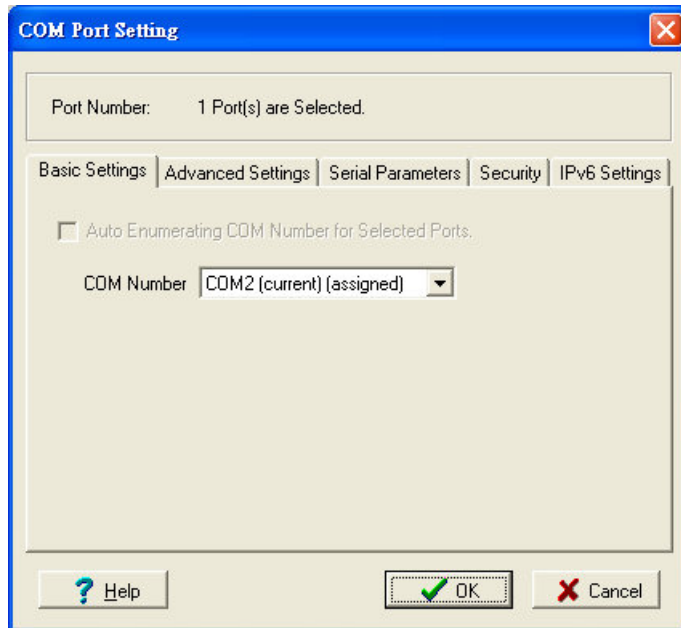 COM Port Setting
Port Number: 1 Port(s) are Selected.
Basic Settings Advanced Settings Serial Parameters Security IPv6 Settings
Auto Enumerating COM Number for Selected Ports.
COM Number COM2 (current) (assigned)
? Help OK Cancel